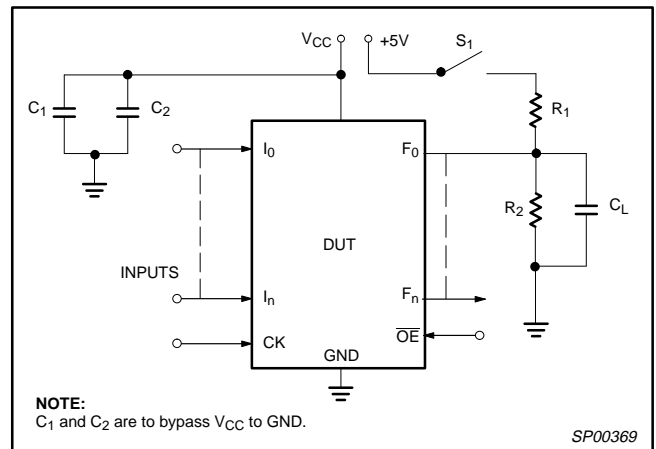 VCC +5V S1
C1 C2 R1
I0 F0
R2 CL
DUT
INPUTS
In Fn
CK OE
GND
NOTE:
C1 and C2 are to bypass VCC to GND.
SP00369